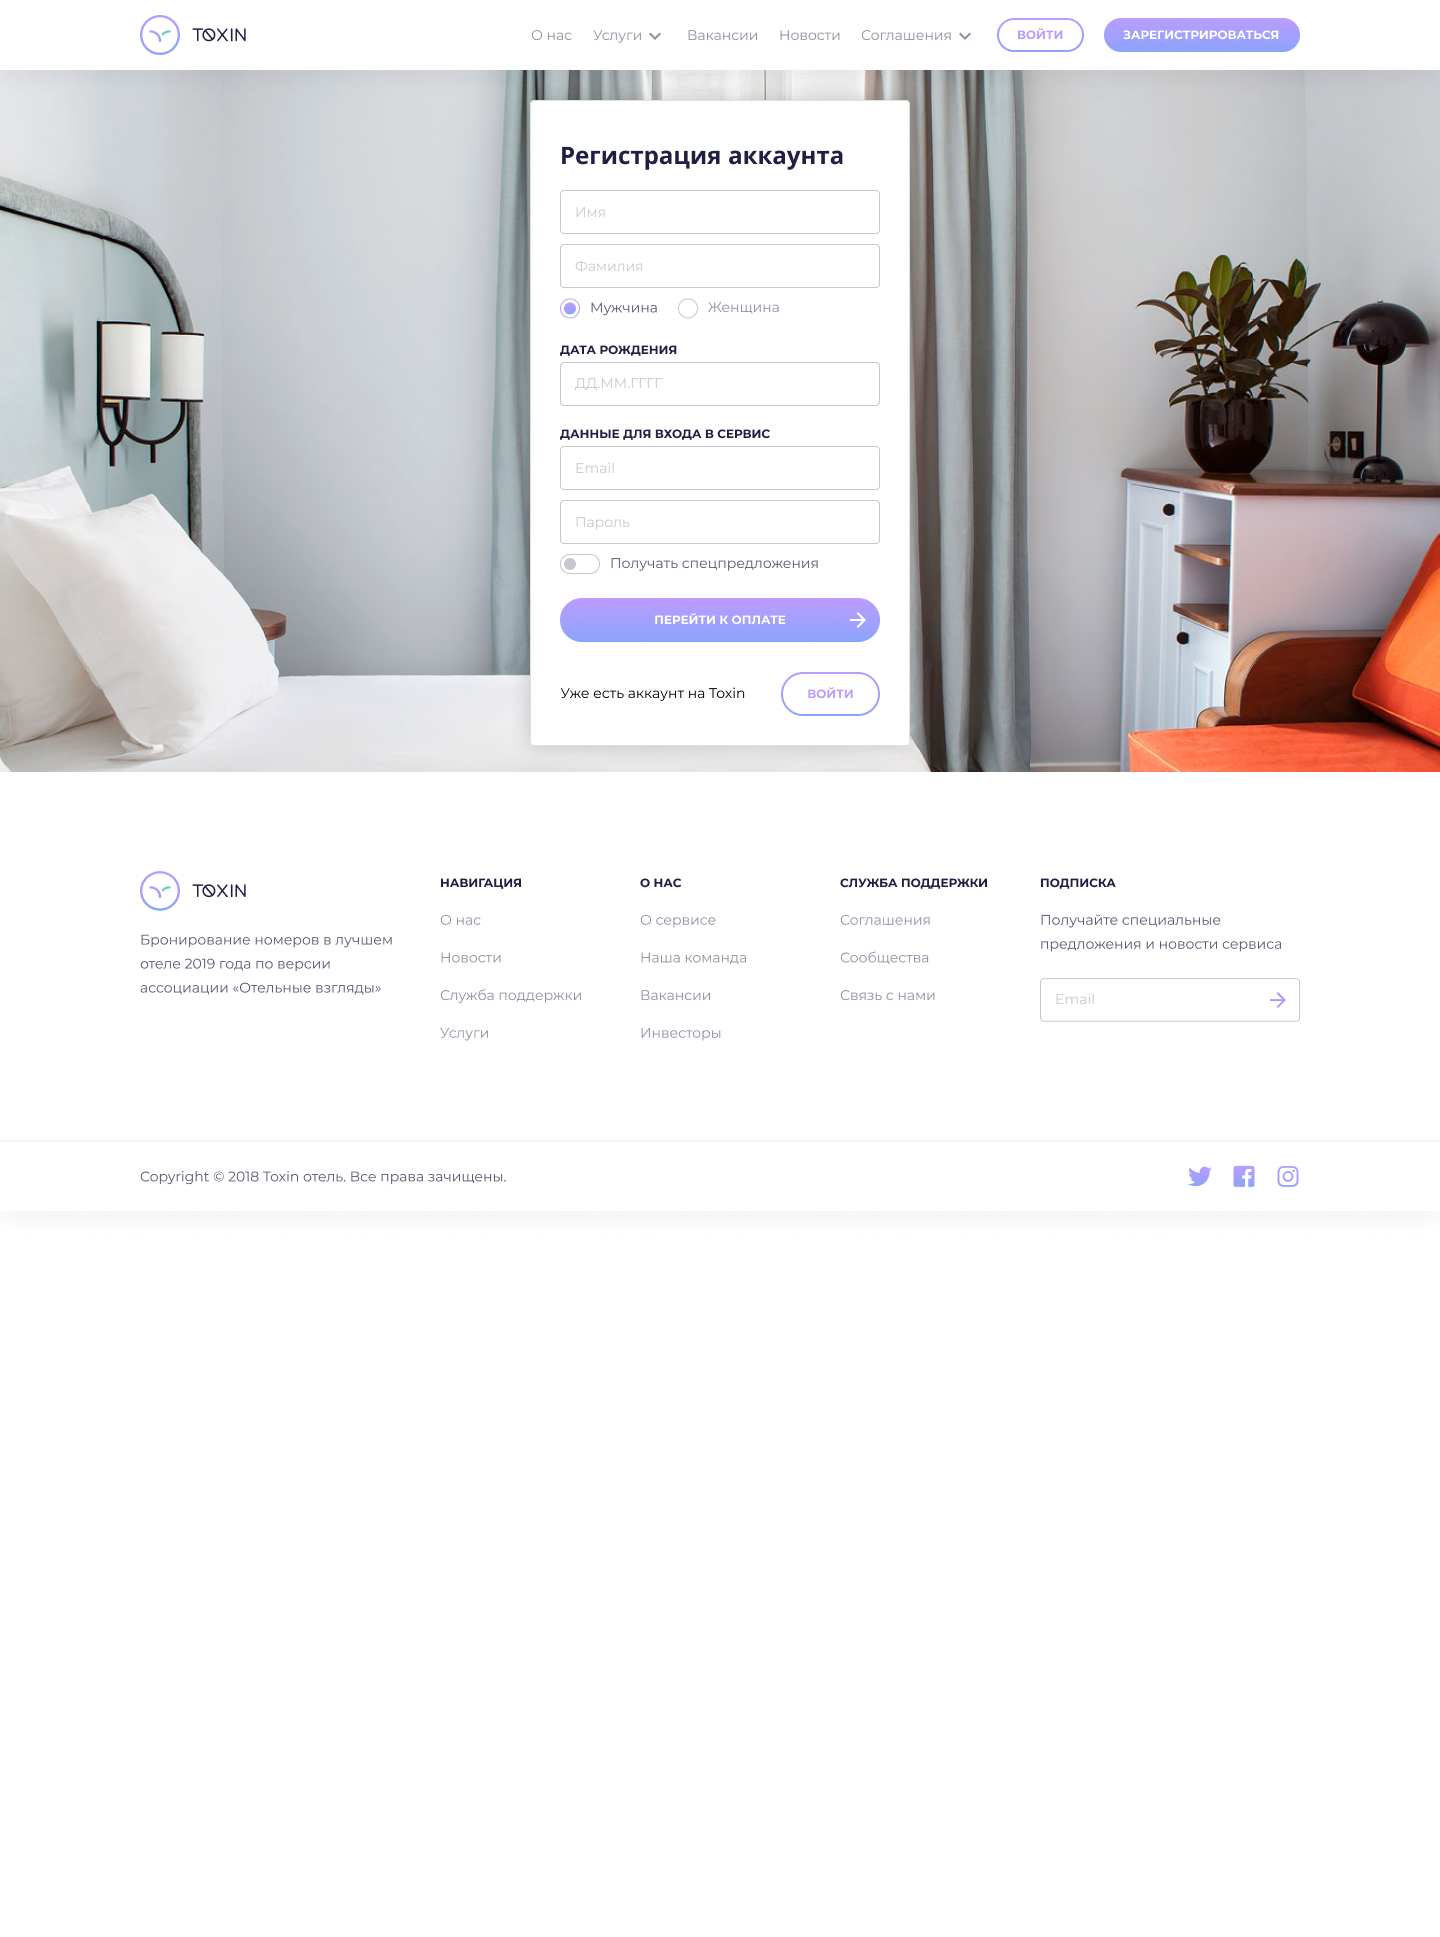 TOXIN
О нас
Услуги
Вакансии
Новости
Соглашения
ВОЙТИ
ЗАРЕГИСТРИРОВАТЬСЯ
Регистрация аккаунта
Имя
Фамилия
Мужчина
Женщина
ДАТА РОЖДЕНИЯ
ДД.ММ.ГГГГ
ДАННЫЕ ДЛЯ ВХОДА В СЕРВИС
Email
Пароль
Получать спецпредложения
ПЕРЕЙТИ К ОПЛАТЕ
Уже есть аккаунт на Toxin
ВОЙТИ
TOXIN
Бронирование номеров в лучшем
отеле 2019 года по версии
ассоциации «Отельные взгляды»
НАВИГАЦИЯ
О нас
Новости
Служба поддержки
Услуги
О НАС
О сервисе
Наша команда
Вакансии
Инвесторы
СЛУЖБА ПОДДЕРЖКИ
Соглашения
Сообщества
Связь с нами
ПОДПИСКА
Получайте специальные
предложения и новости сервиса
Email
Copyright © 2018 Toxin отель. Все права зачищены.